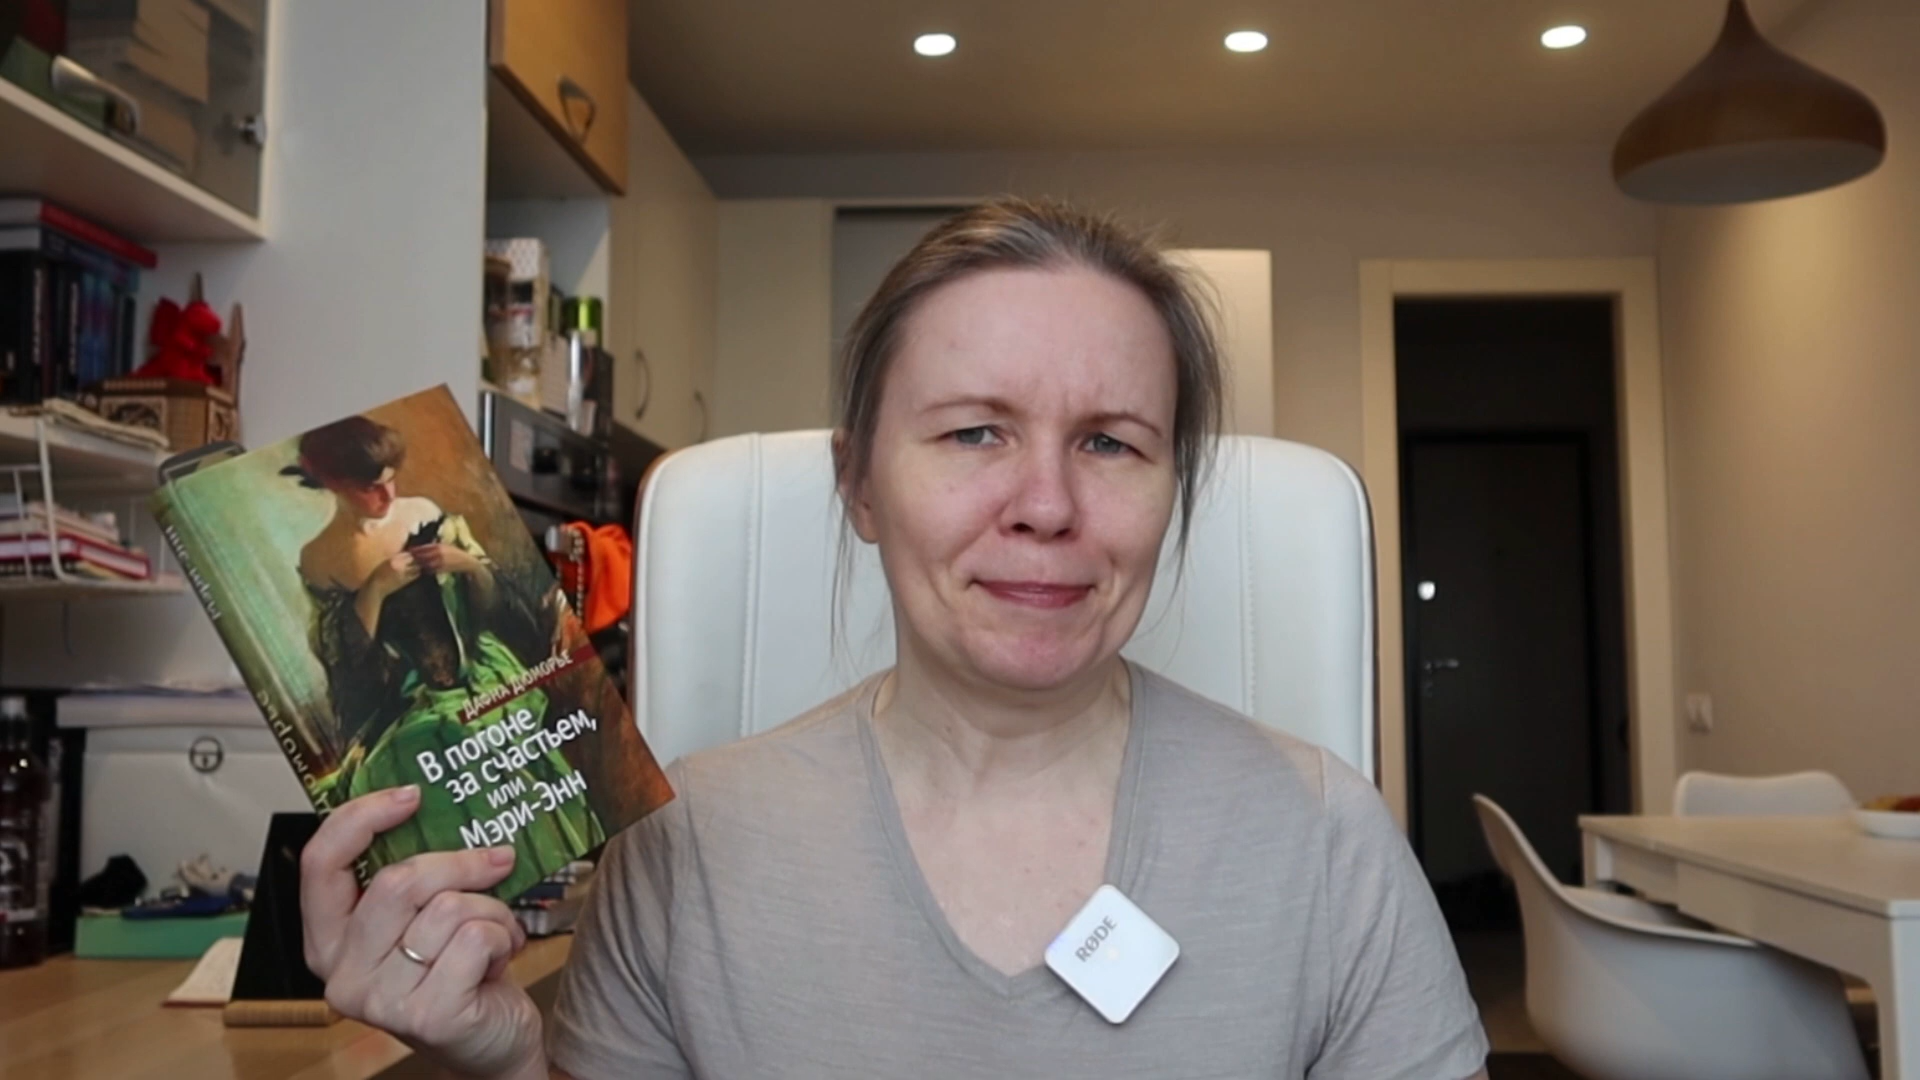 ДАФНА ДЮМОРЬЕ
В погоне
за счастьем,
или
Мэри-Энн
RØDE